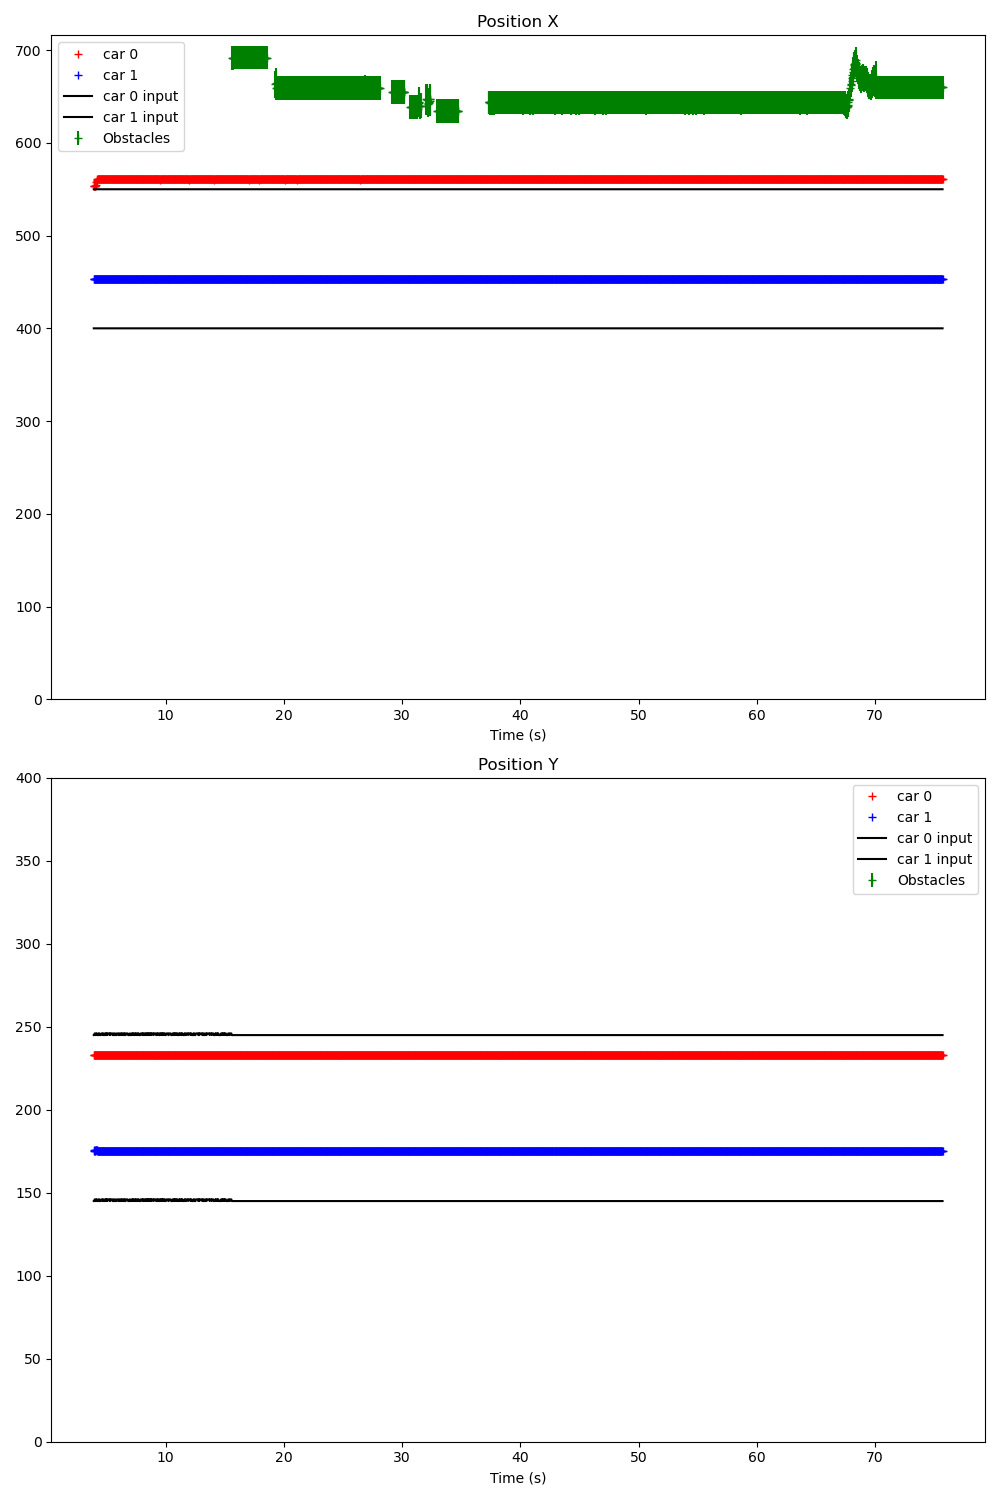 Position X
car 0
car 1
car 0 input
car 1 input
Obstacles
700
600
500
400
300
200
100
0
10 20 30 40 50 60 70
Time (s)
Position Y
car 0
car 1
car 0 input
car 1 input
Obstacles
400
350
300
250
200
150
100
50
0
10 20 30 40 50 60 70
Time (s)